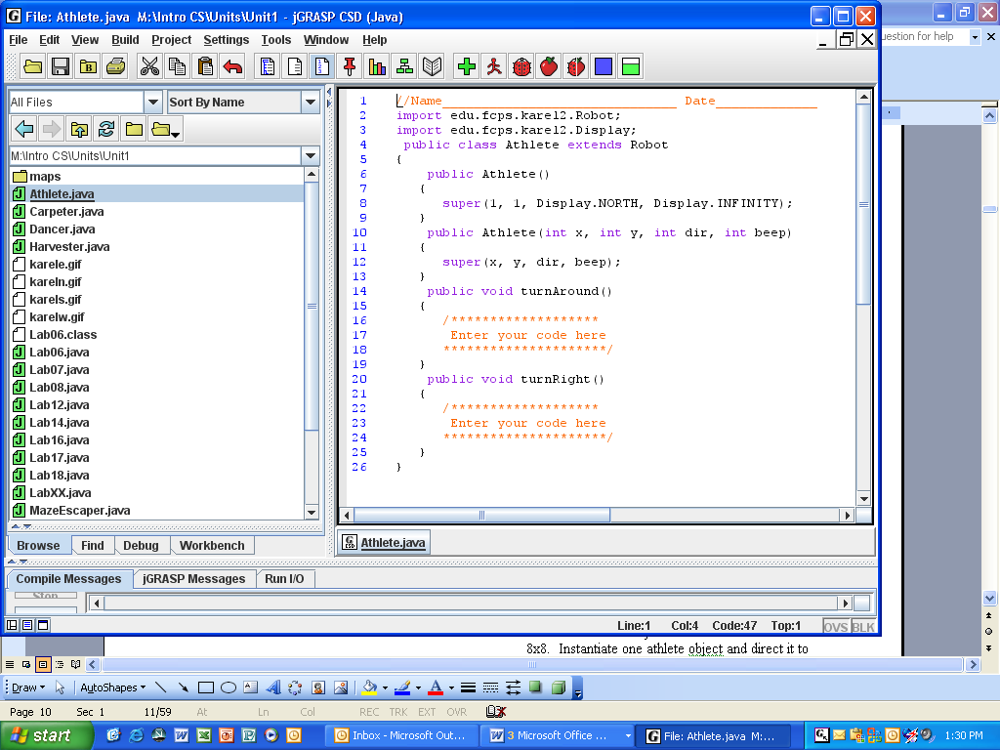 File: Athlete.java  M:\Intro CS\Units\Unit1 - jGRASP CSD (Java)
File Edit View Build Project Settings Tools Window Help
uestion for help
All Files
Sort By Name
M:\Intro CS\Units\Unit1
maps
Athlete.java
Carpeter.java
Dancer.java
Harvester.java
karele.gif
kareln.gif
karels.gif
karelw.gif
Lab06.class
Lab06.java
Lab07.java
Lab08.java
Lab12.java
Lab14.java
Lab16.java
Lab17.java
Lab18.java
LabXX.java
MazeEscaper.java
Browse Find Debug Workbench
1 //Name______________________________ Date_____________
2 import edu.fcps.karel2.Robot;
3 import edu.fcps.karel2.Display;
4 public class Athlete extends Robot
5 {
6 public Athlete()
7 {
8 super(1, 1, Display.NORTH, Display.INFINITY);
9 }
10 public Athlete(int x, int y, int dir, int beep)
11 {
12 super(x, y, dir, beep);
13 }
14 public void turnAround()
15 {
16 /*******************
17 Enter your code here
18 *********************/
19 }
20 public void turnRight()
21 {
22 /*******************
23 Enter your code here
24 *********************/
25 }
26 }
Athlete.java
Compile Messages jGRASP Messages Run I/O
Stop
Line:1 Col:4 Code:47 Top:1 OVS BLK
8x8. Instantiate one athlete object and direct it to
Draw AutoShapes
Page 10 Sec 1 11/59 At Ln Col REC TRK EXT OVR
start Inbox - Microsoft Out... 3 Microsoft Office ... File: Athlete.java M:... 1:30 PM